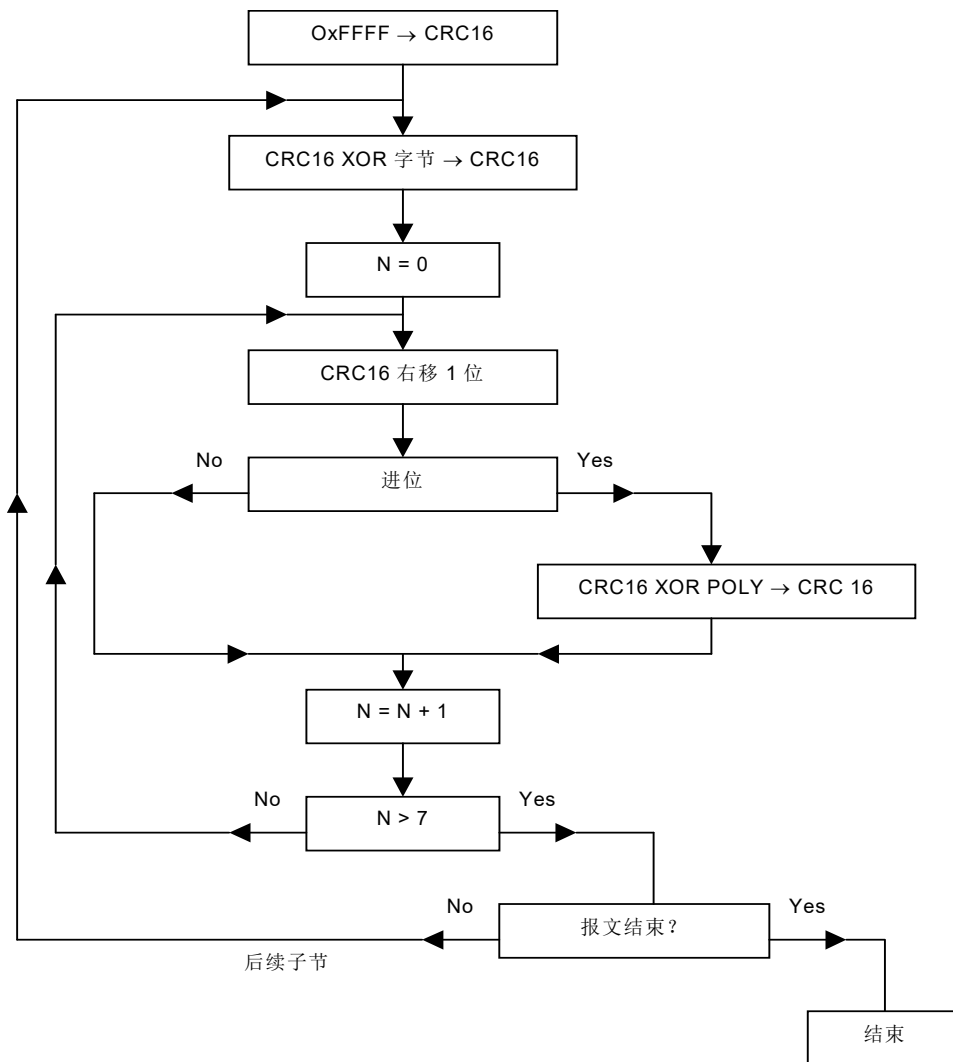 OxFFFF → CRC16
CRC16 XOR 字节 → CRC16
N = 0
CRC16 右移 1 位
No
进位
Yes
CRC16 XOR POLY → CRC 16
N = N + 1
No
N > 7
Yes
No
报文结束?
Yes
后续子节
结束